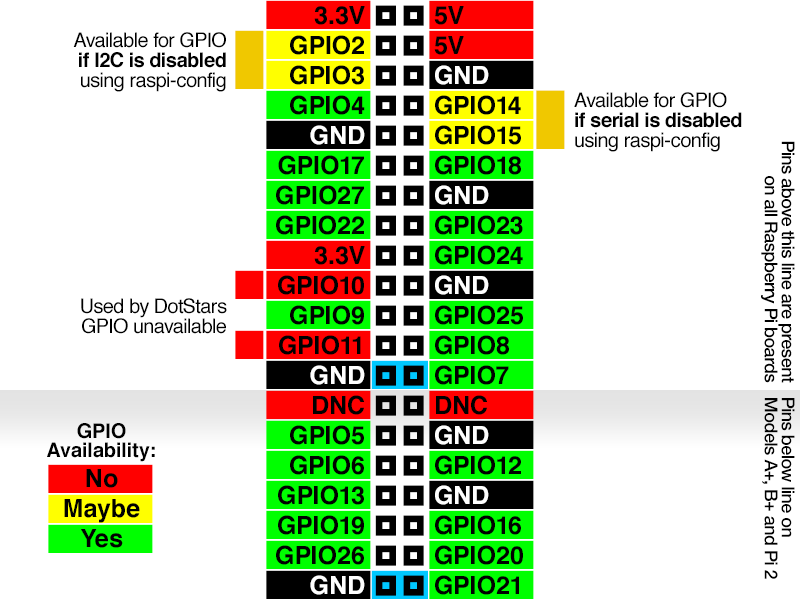 3.3V 5V
Available for GPIO
if I2C is disabled
using raspi-config
GPIO2 5V
GPIO3 GND
GPIO4 GPIO14
GND GPIO15
Available for GPIO
if serial is disabled
using raspi-config
GPIO17 GPIO18
GPIO27 GND
GPIO22 GPIO23
3.3V GPIO24
GPIO10 GND
Used by DotStars
GPIO unavailable
GPIO9 GPIO25
GPIO11 GPIO8
GND GPIO7
Pins above this line are present
on all Raspberry Pi boards
DNC DNC
GPIO5 GND
GPIO6 GPIO12
GPIO13 GND
GPIO19 GPIO16
GPIO26 GPIO20
GND GPIO21
Pins below line on
Models A+, B+ and Pi 2
GPIO
Availability:
No
Maybe
Yes